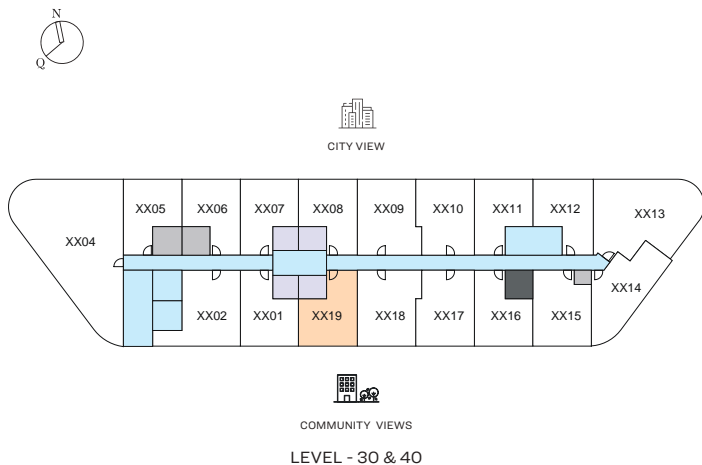 N
Q
CITY VIEW
XX05 XX06 XX07 XX08 XX09 XX10 XX11 XX12
XX04 XX13
XX14
XX02 XX01 XX19 XX18 XX17 XX16 XX15
COMMUNITY VIEWS
LEVEL - 30 & 40